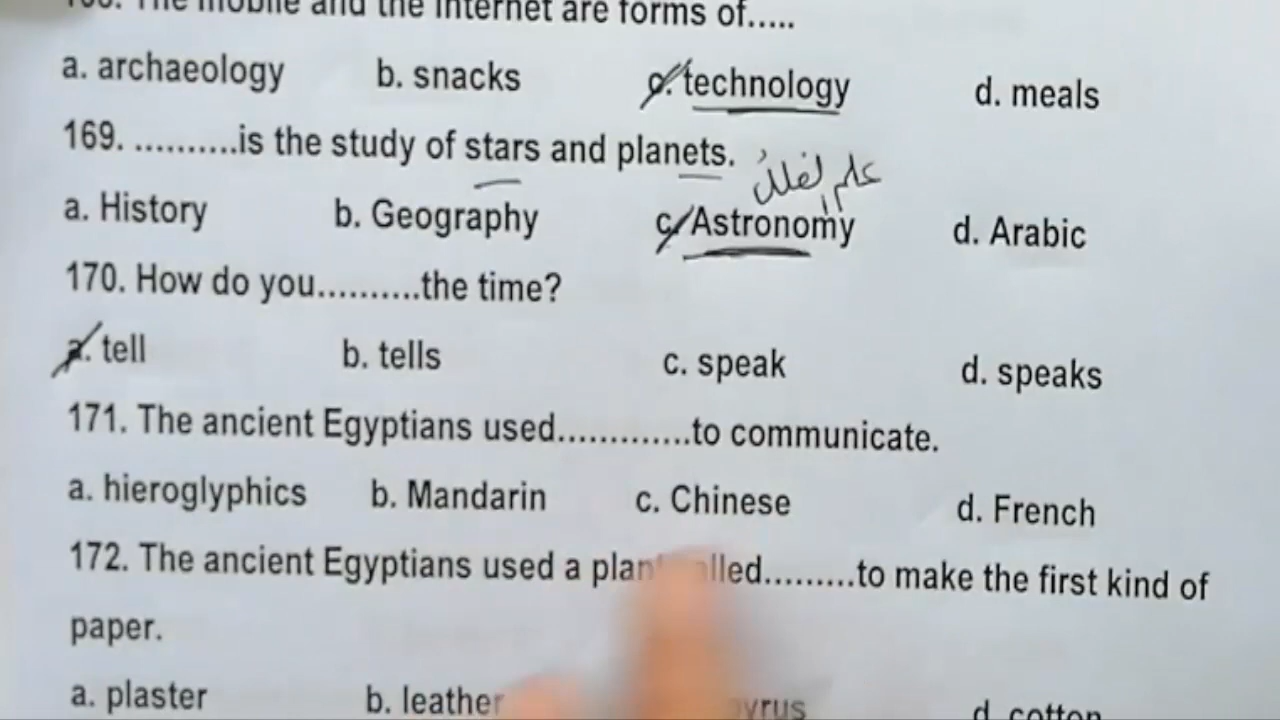 The mobile and the internet are forms of.....
a. archaeology b. snacks c. technology d. meals
169. ..........is the study of stars and planets.
علم الفلك
a. History b. Geography c. Astronomy d. Arabic
170. How do you..........the time?
a. tell b. tells c. speak d. speaks
171. The ancient Egyptians used.............to communicate.
a. hieroglyphics b. Mandarin c. Chinese d. French
172. The ancient Egyptians used a plant called.........to make the first kind of
paper.
a. plaster b. leather d. cotton